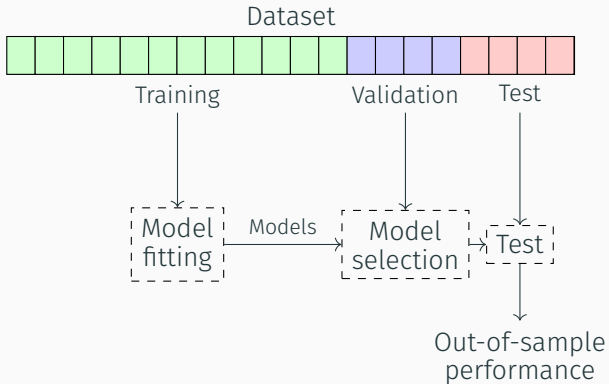 Dataset
Training
Validation
Test
Models
Model
fitting
Model
selection
Test
Out-of-sample
performance